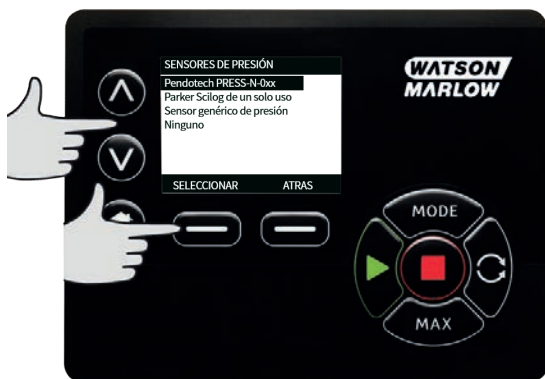 SENSORES DE PRESIÓN
Pendotech PRESS-N-0xx
Parker Scilog de un solo uso
Sensor genérico de presión
Ninguno
SELECCIONAR ATRAS
WATSON
MARLOW
MODE
MAX